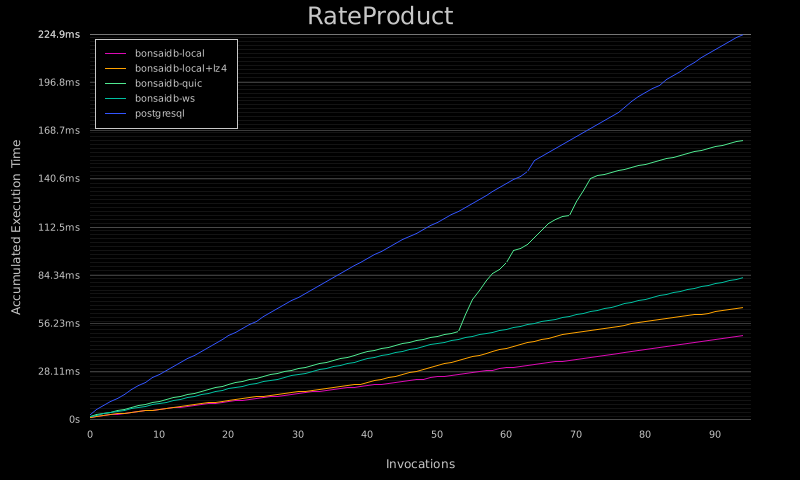 RateProduct
224.9ms
196.8ms
168.7ms
140.6ms
112.5ms
84.34ms
56.23ms
28.11ms
0s
bonsaidb-local
bonsaidb-local+lz4
bonsaidb-quic
bonsaidb-ws
postgresql
Accumulated Execution Time
0 10 20 30 40 50 60 70 80 90
Invocations